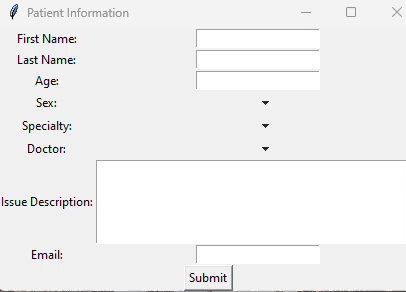 Patient Information
First Name:
Last Name:
Age:
Sex:
Specialty:
Doctor:
Issue Description:
Email:
Submit